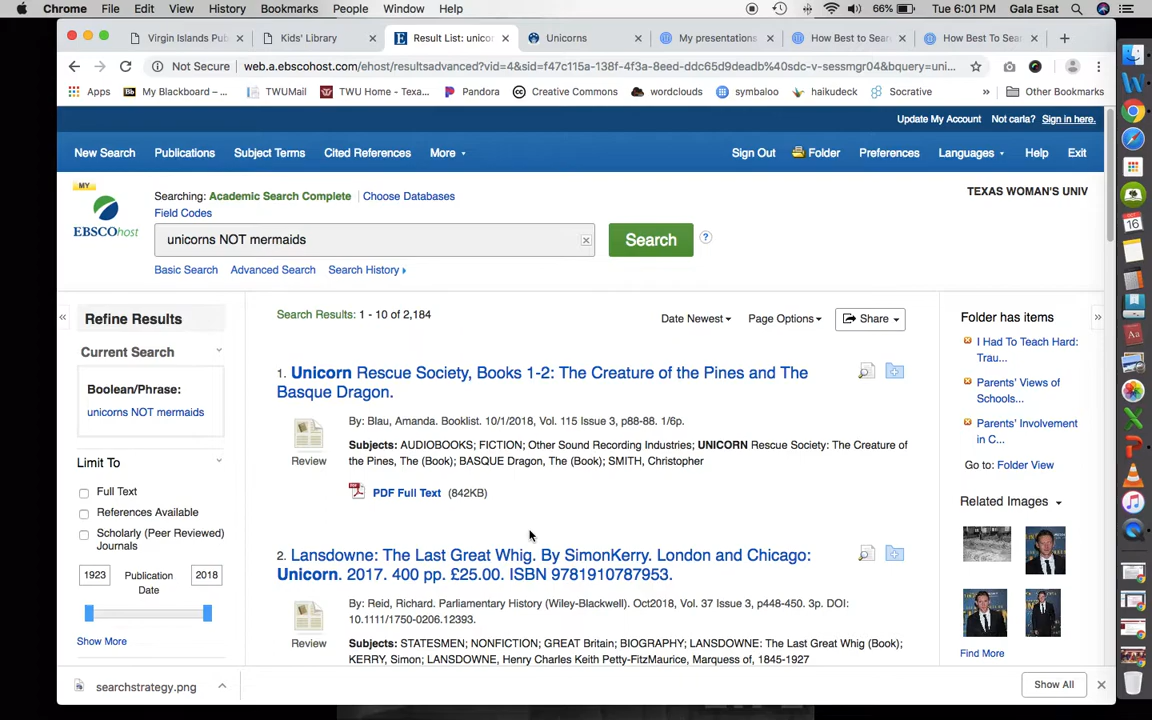 Chrome File Edit View History Bookmarks People Window Help 66% Tue 6:01 PM Gala Esat
Virgin Islands Pub Kids' Library Result List: unico Unicorns My presentations How Best to Sear How Best To Sea
Not Secure web.a.ebscohost.com/ehost/resultsadvanced?vid=4&sid=f47c115a-138f-4f3a-8eed-ddc65d9deadb%40sdc-v-sessmgr04&bquery=uni...
Apps My Blackboard – ... TWUMail TWU Home - Texa... Pandora Creative Commons wordclouds symbaloo haikudeck Socrative » Other Bookmarks
Update My Account Not carla? Sign in here.
New Search Publications Subject Terms Cited References More Sign Out Folder Preferences Languages Help Exit
MY
EBSCOhost
Searching: Academic Search Complete Choose Databases
TEXAS WOMAN'S UNIV
Field Codes
unicorns NOT mermaids
Search
?
Basic Search Advanced Search Search History
«
Refine Results
Current Search
Boolean/Phrase:
unicorns NOT mermaids
Limit To
Full Text
References Available
Scholarly (Peer Reviewed)
Journals
1923 Publication 2018
Date
Show More
Search Results: 1 - 10 of 2,184
Date Newest Page Options Share
1. Unicorn Rescue Society, Books 1-2: The Creature of the Pines and The
Basque Dragon.
Review
By: Blau, Amanda. Booklist. 10/1/2018, Vol. 115 Issue 3, p88-88. 1/6p.
Subjects: AUDIOBOOKS; FICTION; Other Sound Recording Industries; UNICORN Rescue Society: The Creature of
the Pines, The (Book); BASQUE Dragon, The (Book); SMITH, Christopher
PDF Full Text (842KB)
2. Lansdowne: The Last Great Whig. By SimonKerry. London and Chicago:
Unicorn. 2017. 400 pp. £25.00. ISBN 9781910787953.
Review
By: Reid, Richard. Parliamentary History (Wiley-Blackwell). Oct2018, Vol. 37 Issue 3, p448-450. 3p. DOI:
10.1111/1750-0206.12393.
Subjects: STATESMEN; NONFICTION; GREAT Britain; BIOGRAPHY; LANSDOWNE: The Last Great Whig (Book);
KERRY, Simon; LANSDOWNE, Henry Charles Keith Petty-FitzMaurice, Marquess of, 1845-1927
Folder has items
»
I Had To Teach Hard:
Trau...
Parents' Views of
Schools...
Parents' Involvement
in C...
Go to: Folder View
Related Images
Find More
searchstrategy.png
Show All